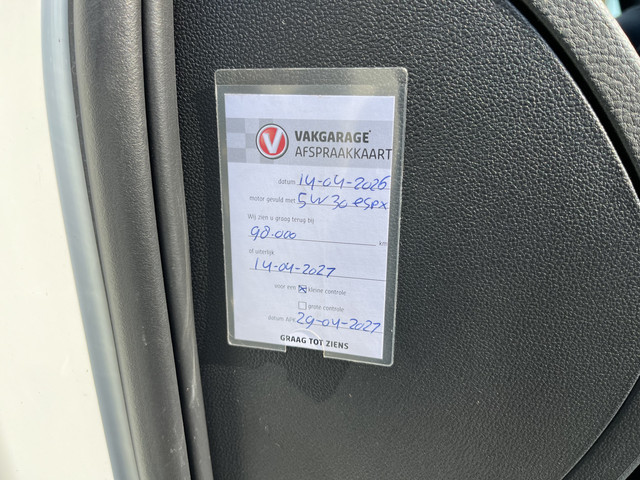 V
VAKGARAGE
AFSPRAAKKAART
datum 14-04-2026
motor gevuld met 5W30 espx
Wij zien u graag terug bij
90.000 km
of uiterlijk
14-04-2027
voor een kleine controle
grote controle
datum APK 29-04-2027
GRAAG TOT ZIENS